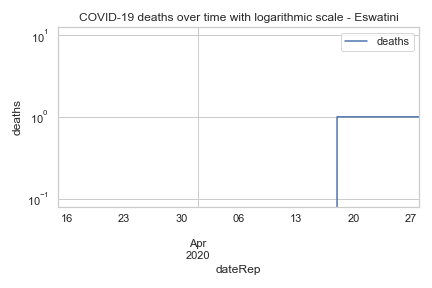 COVID-19 deaths over time with logarithmic scale - Eswatini
deaths
deaths
10¹
10⁰
10⁻¹
16 23 30 06 13 20 27
Apr
2020
dateRep